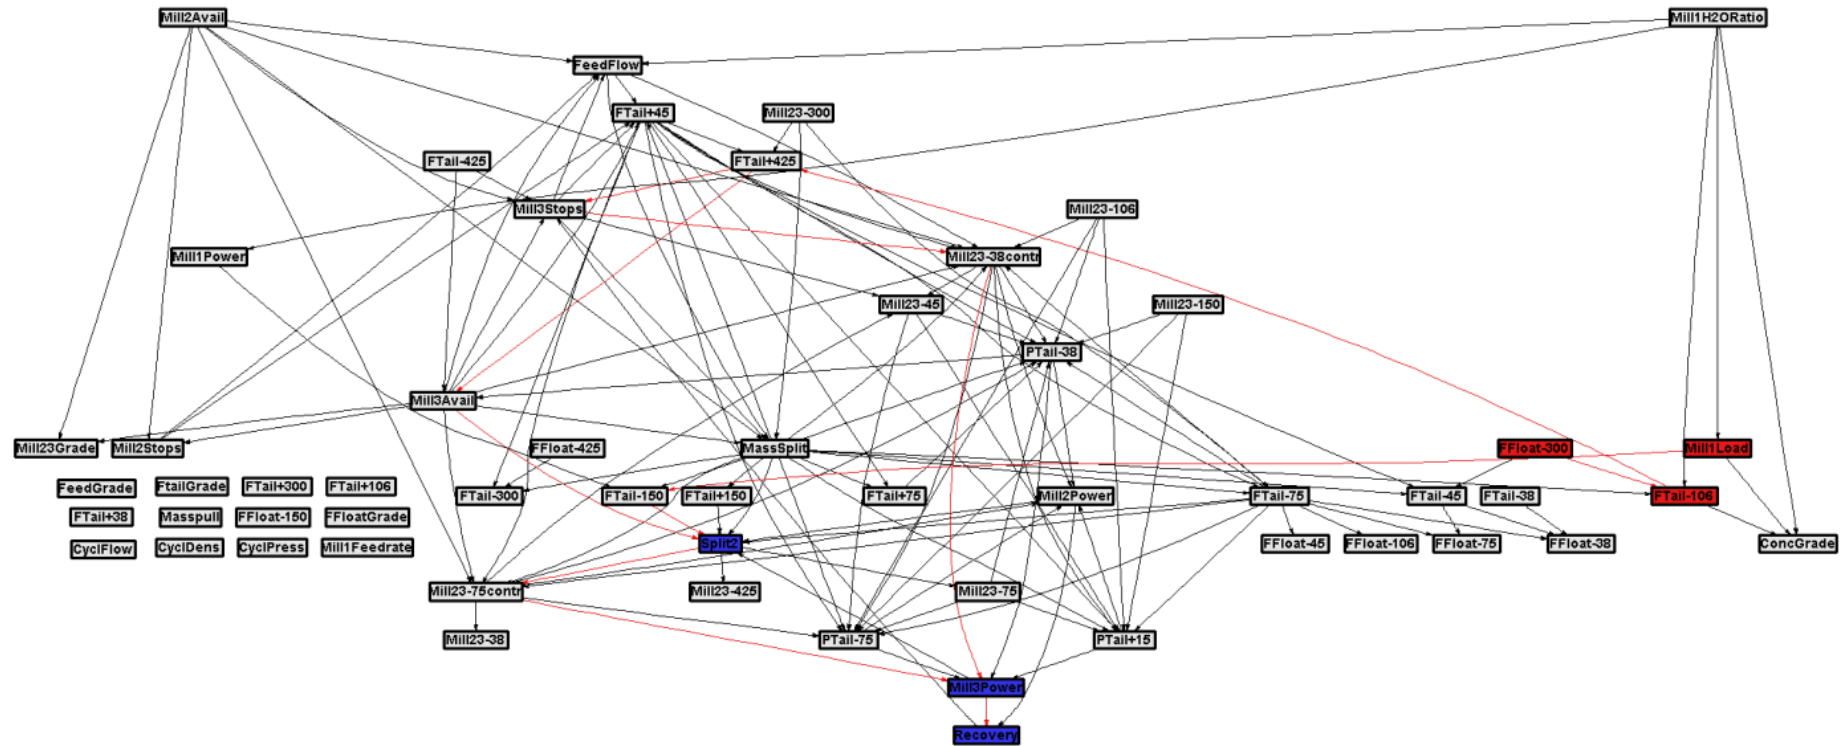 Mill2Avail
Mill1H2ORatio
FeedFlow
FTail+45
Mill23-300
FTail-425
FTail+425
Mill3Stops
Mill23-106
Mill1Power
Mill23-38contr
Mill23-45
Mill23-150
PTail-38
Mill3Avail
Mill23Grade
Mill2Stops
FFloat-425
MassSplit
FFloat-300
Mill1Load
FeedGrade
FtailGrade
FTail+300
FTail+106
FTail-300
FTail-150
FTail+150
FTail+75
Mill2Power
FTail-75
FTail-45
FTail-38
FTail-106
FTail+38
Masspull
FFloat-150
FFloatGrade
CyclFlow
CyclDens
CyclPress
Mill1Feedrate
Split2
FFloat-45
FFloat-106
FFloat-75
FFloat-38
ConcGrade
Mill23-75contr
Mill23-425
Mill23-75
Mill23-38
PTail-75
PTail+15
Mill3Power
Recovery